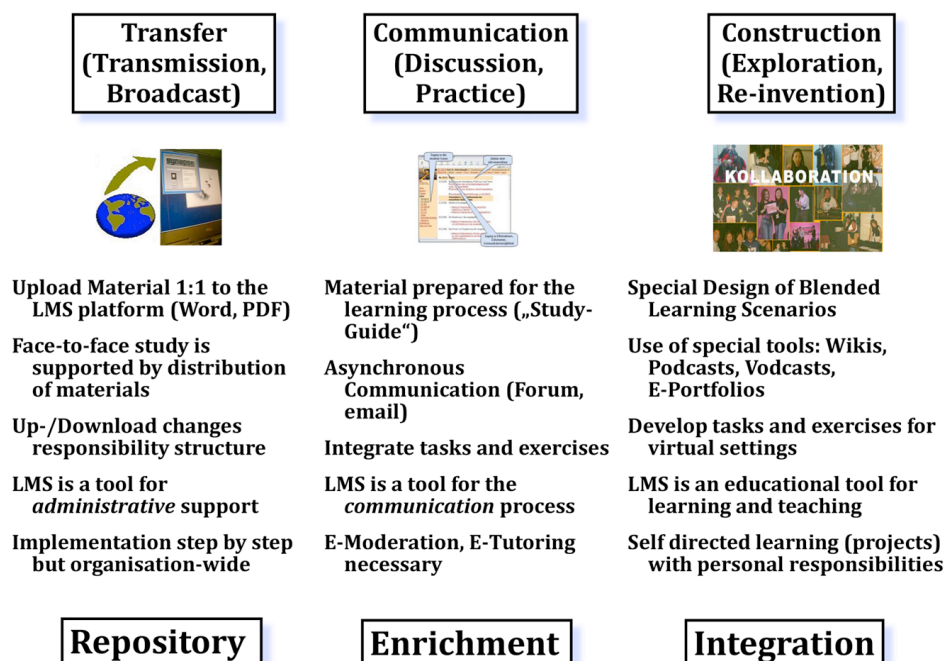 Transfer
(Transmission,
Broadcast)
Communication
(Discussion,
Practice)
Construction
(Exploration,
Re-invention)
KOLLABORATION
Upload Material 1:1 to the
LMS platform (Word, PDF)
Face-to-face study is
supported by distribution
of materials
Up-/Download changes
responsibility structure
LMS is a tool for
administrative support
Implementation step by step
but organisation-wide
Material prepared for the
learning process („Study-
Guide“)
Asynchronous
Communication (Forum,
email)
Integrate tasks and exercises
LMS is a tool for the
communication process
E-Moderation, E-Tutoring
necessary
Special Design of Blended
Learning Scenarios
Use of special tools: Wikis,
Podcasts, Vodcasts,
E-Portfolios
Develop tasks and exercises for
virtual settings
LMS is an educational tool for
learning and teaching
Self directed learning (projects)
with personal responsibilities
Repository
Enrichment
Integration